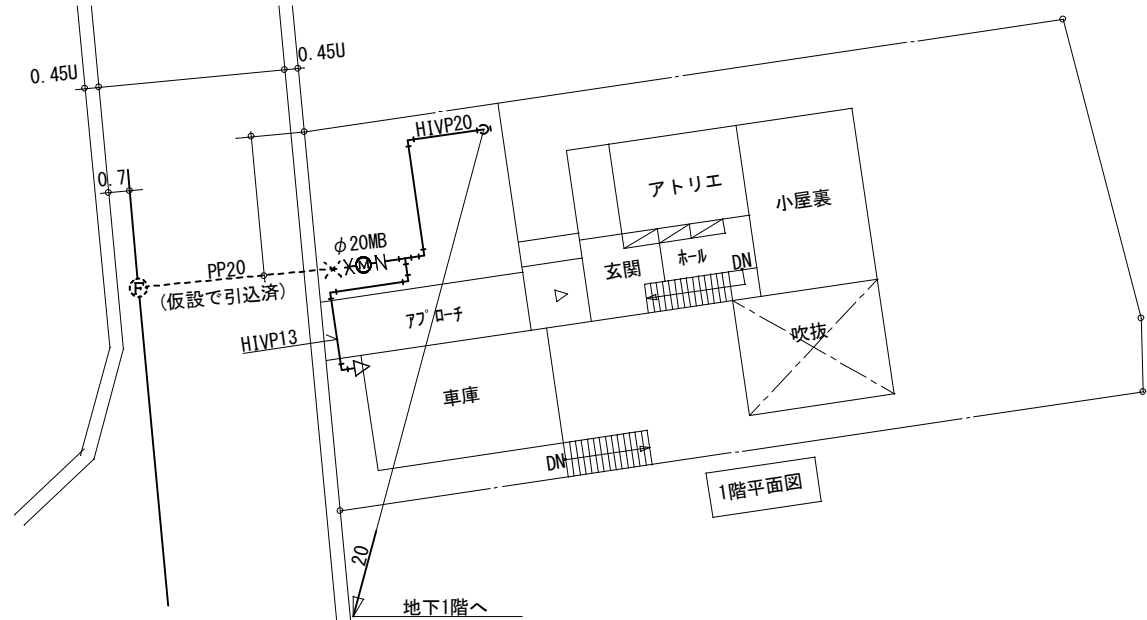 0.45U
0.45U
HIVP20
0.7
アトリエ
小屋裏
φ20MB
M
N
PP20
F
(仮設で引込済)
玄関
ホール
DN
アプローチ
HIVP13
吹抜
車庫
DN
1階平面図
20
地下1階へ